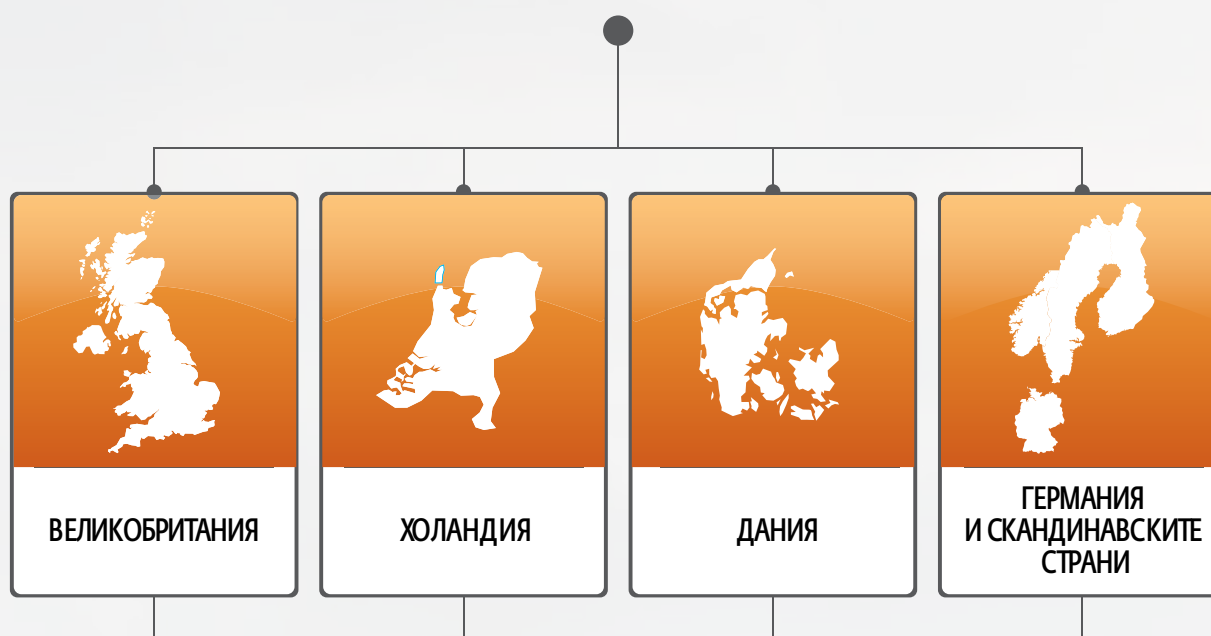 ВЕЛИКОБРИТАНИЯ
ХОЛАНДИЯ
ДАНИЯ
ГЕРМАНИЯ
И СКАНДИНАВСКИТЕ
СТРАНИ